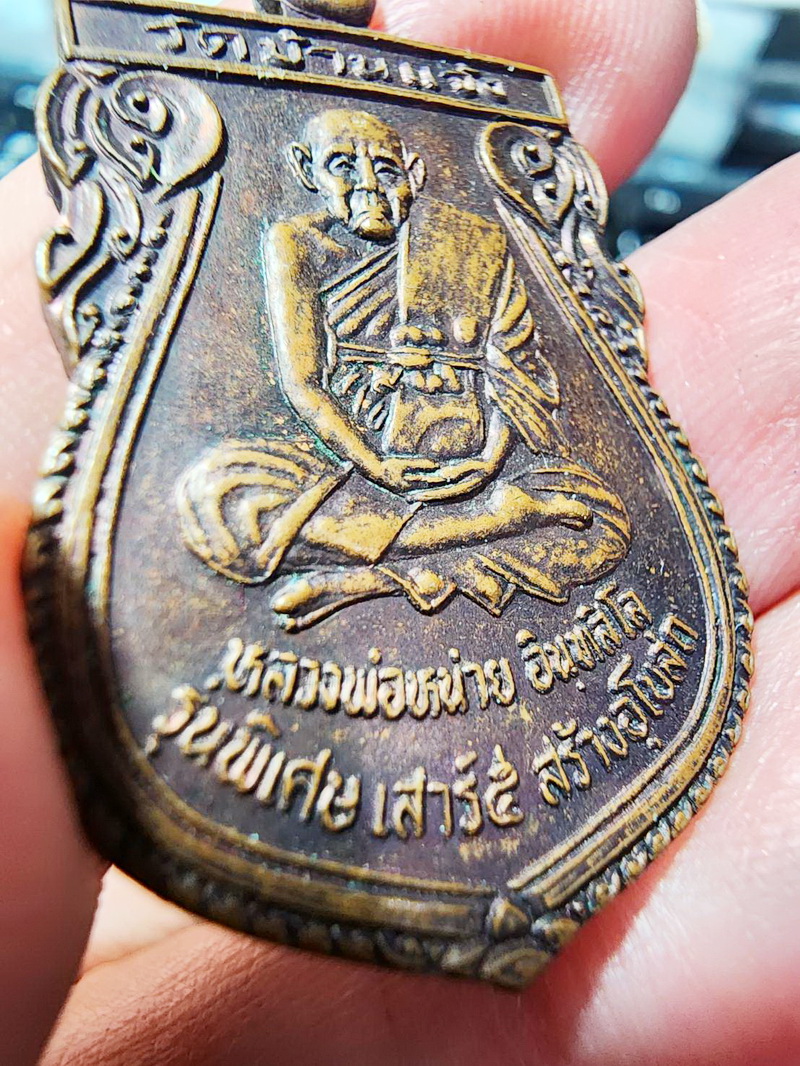 วัดบ้านแจ้ง
หลวงพ่อหน่าย อินฺทสีโล
รุ่นพิเศษ เสาร์๕ สร้างอุโบสถ